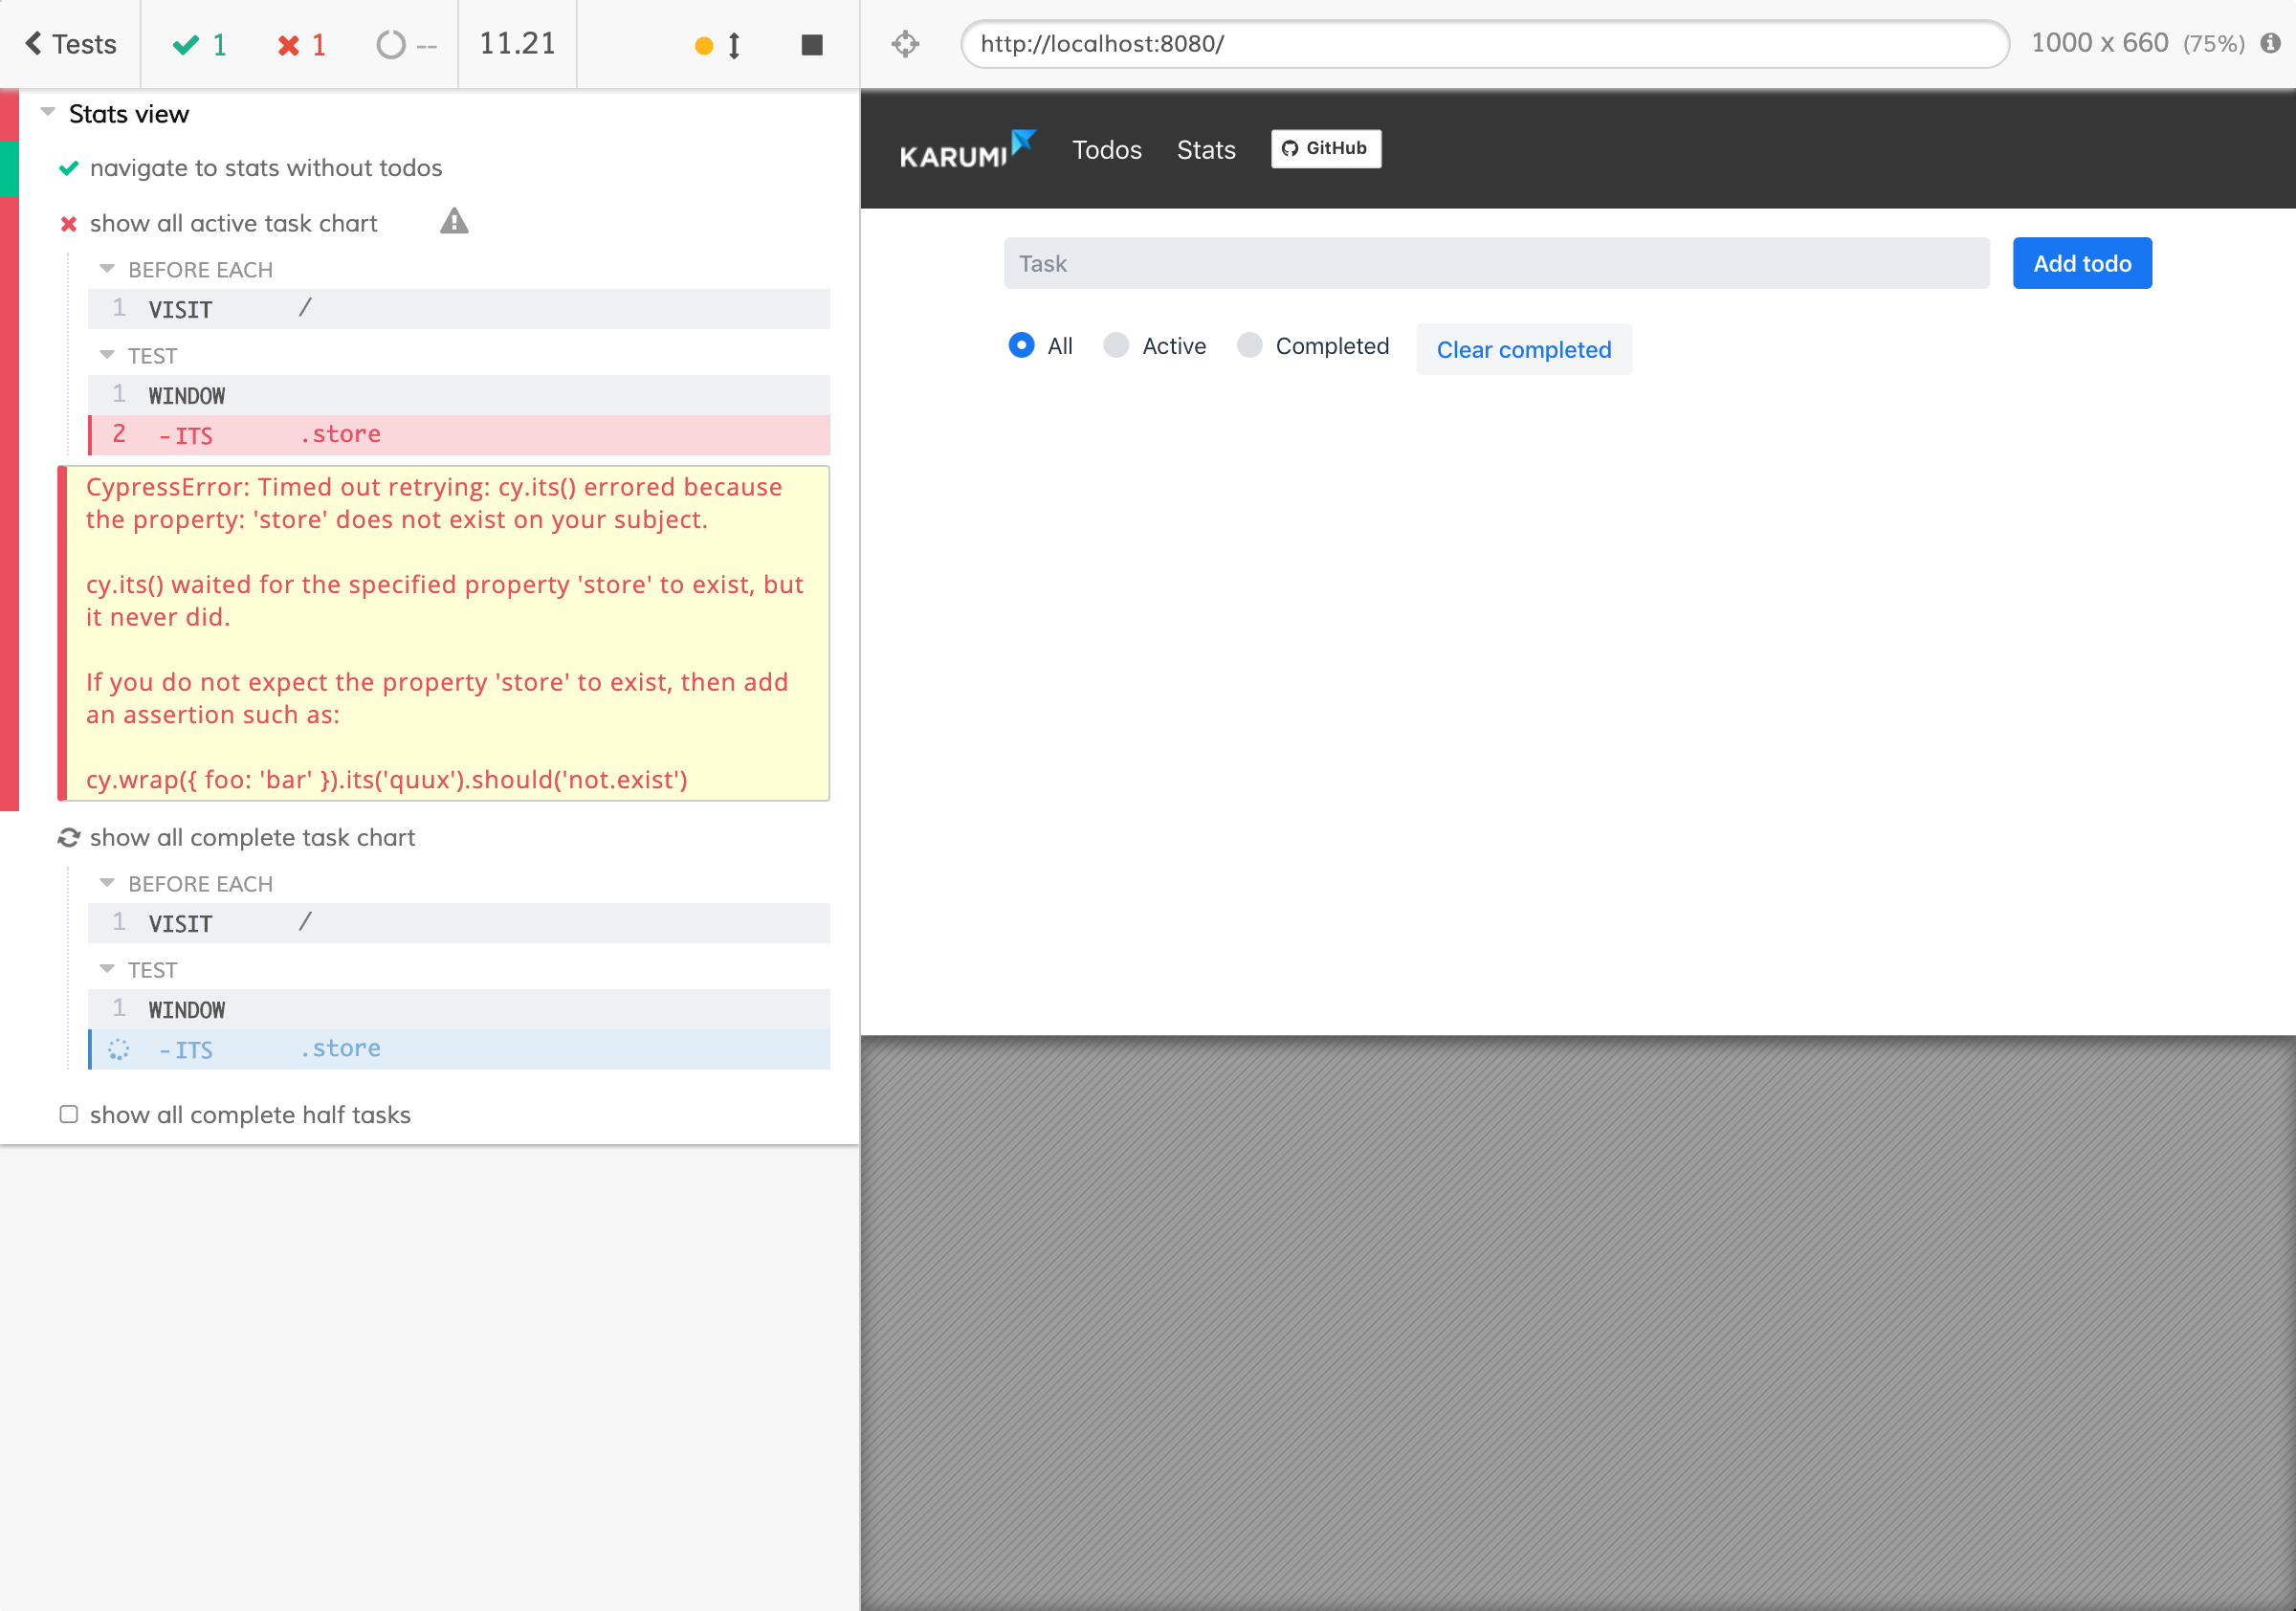 Tests
1
1
--
11.21
http://localhost:8080/
1000 x 660 (75%)
Stats view
navigate to stats without todos
show all active task chart
BEFORE EACH
1 VISIT /
TEST
1 WINDOW
2 -ITS .store
CypressError: Timed out retrying: cy.its() errored because
the property: 'store' does not exist on your subject.
cy.its() waited for the specified property 'store' to exist, but
it never did.
If you do not expect the property 'store' to exist, then add
an assertion such as:
cy.wrap({ foo: 'bar' }).its('quux').should('not.exist')
show all complete task chart
BEFORE EACH
1 VISIT /
TEST
1 WINDOW
-ITS .store
show all complete half tasks
KARUMI Todos Stats GitHub
Task
Add todo
All Active Completed Clear completed